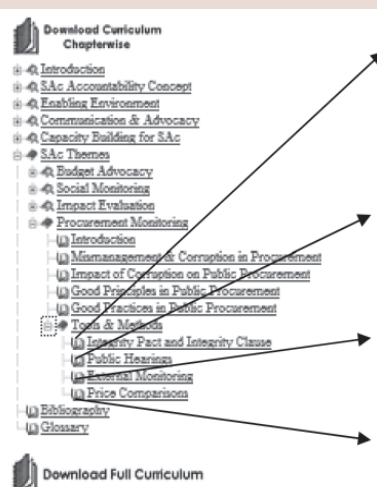 Download Curriculum
Chapterwise
Introduction
SAc Accountability Concept
Enabling Environment
Communication & Advocacy
Capacity Building for SAc
SAc Themes
Budget Advocacy
Social Monitoring
Impact Evaluation
Procurement Monitoring
Introduction
Mismanagement & Corruption in Procurement
Impact of Corruption on Public Procurement
Good Principles in Public Procurement
Good Practices in Public Procurement
Tools & Methods
Integrity Pact and Integrity Clause
Public Hearings
External Monitoring
Price Comparisons
Bibliography
Glossary
Download Full Curriculum